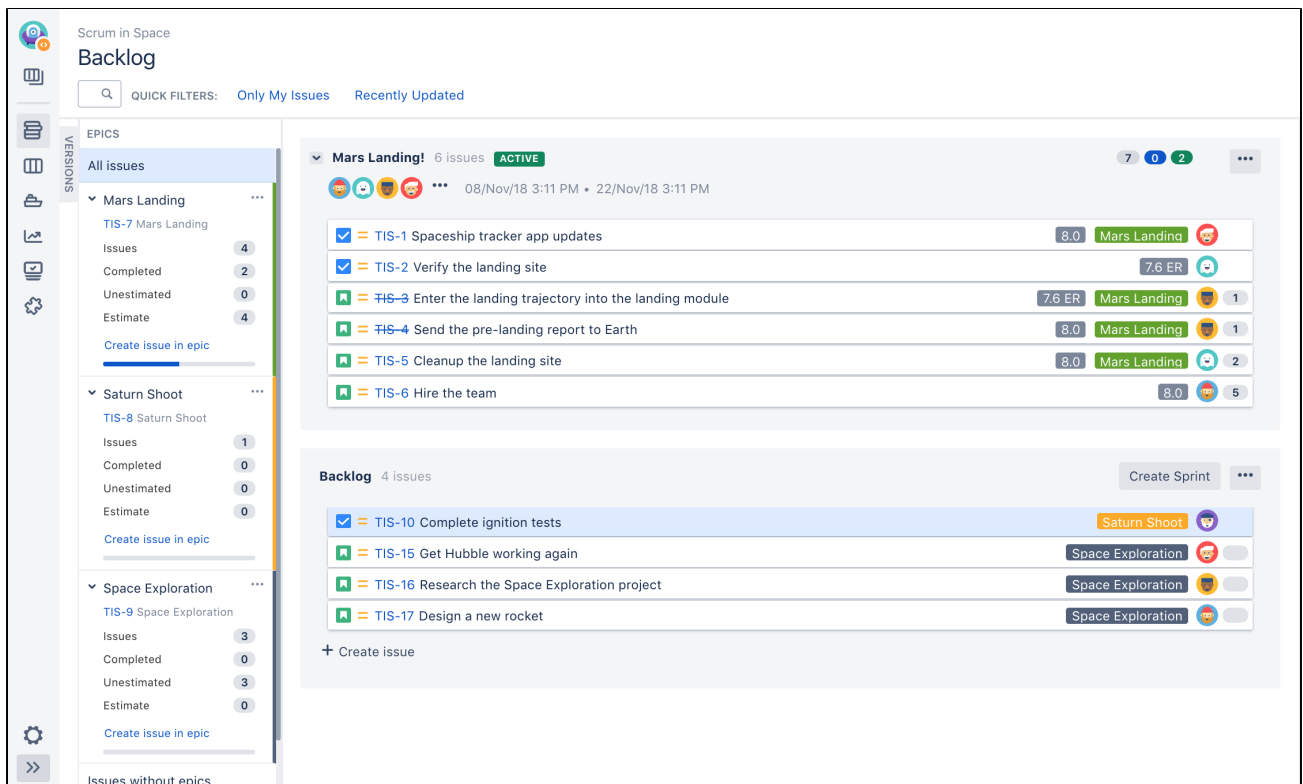 Scrum in Space
Backlog
QUICK FILTERS: Only My Issues Recently Updated
VERSIONS
EPICS
All issues
Mars Landing
TIS-7 Mars Landing
Issues 4
Completed 2
Unestimated 0
Estimate 4
Create issue in epic
Saturn Shoot
TIS-8 Saturn Shoot
Issues 1
Completed 0
Unestimated 0
Estimate 0
Create issue in epic
Space Exploration
TIS-9 Space Exploration
Issues 3
Completed 0
Unestimated 3
Estimate 0
Create issue in epic
Issues without epics
Mars Landing! 6 issues ACTIVE 7 0 2
08/Nov/18 3:11 PM • 22/Nov/18 3:11 PM
TIS-1 Spaceship tracker app updates 8.0 Mars Landing
TIS-2 Verify the landing site 7.6 ER
TIS-3 Enter the landing trajectory into the landing module 7.6 ER Mars Landing 1
TIS-4 Send the pre-landing report to Earth 8.0 Mars Landing 1
TIS-5 Cleanup the landing site 8.0 Mars Landing 2
TIS-6 Hire the team 8.0 5
Backlog 4 issues Create Sprint
TIS-10 Complete ignition tests Saturn Shoot
TIS-15 Get Hubble working again Space Exploration
TIS-16 Research the Space Exploration project Space Exploration
TIS-17 Design a new rocket Space Exploration
+ Create issue